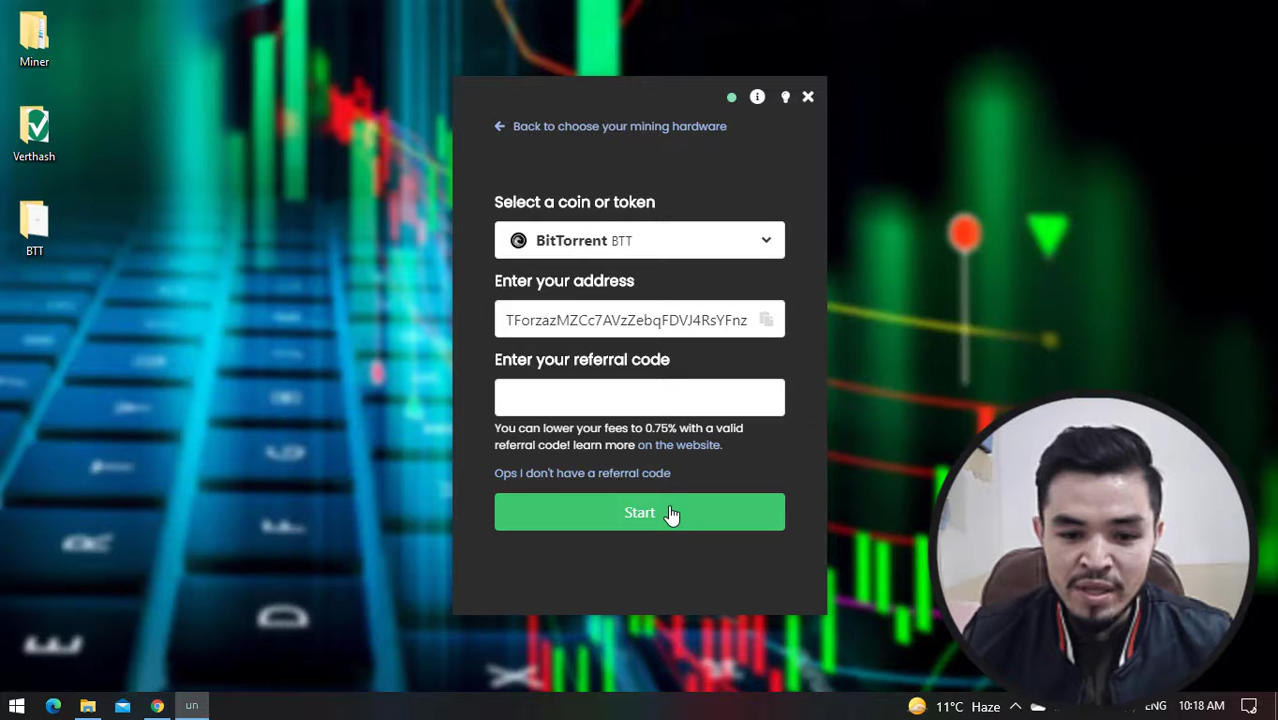 Miner
Verthash
BTT
Back to choose your mining hardware
Select a coin or token
BitTorrent BTT
Enter your address
TForzazMZCc7AVzZebqFDVJ4RsYFnz
Enter your referral code
You can lower your fees to 0.75% with a valid
referral code! learn more on the website.
Ops I don't have a referral code
Start
un
11°C Haze
ENG
10:18 AM